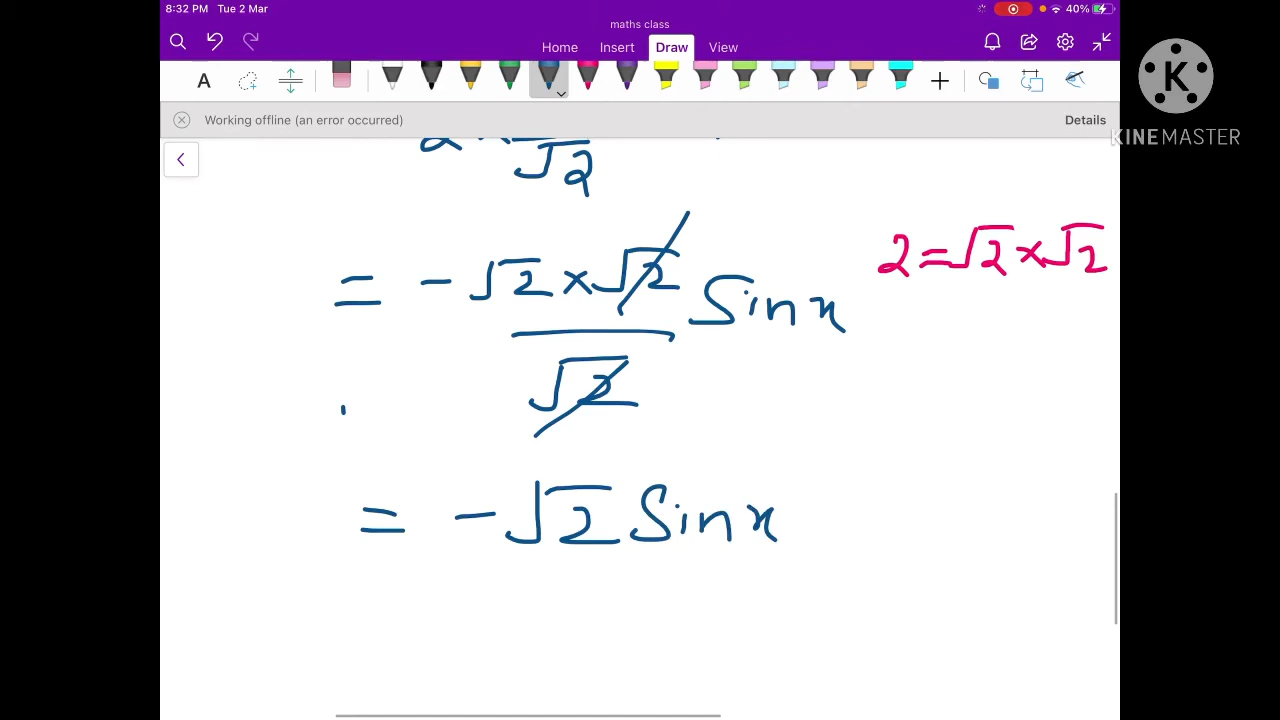 8:32 PM Tue 2 Mar
40%
maths class
Home Insert Draw View
A
K
KINEMASTER
Working offline (an error occurred)
Details
√2
2 = √2 × √2
= - √2 × √2 Sin x
√2
= - √2 Sin x